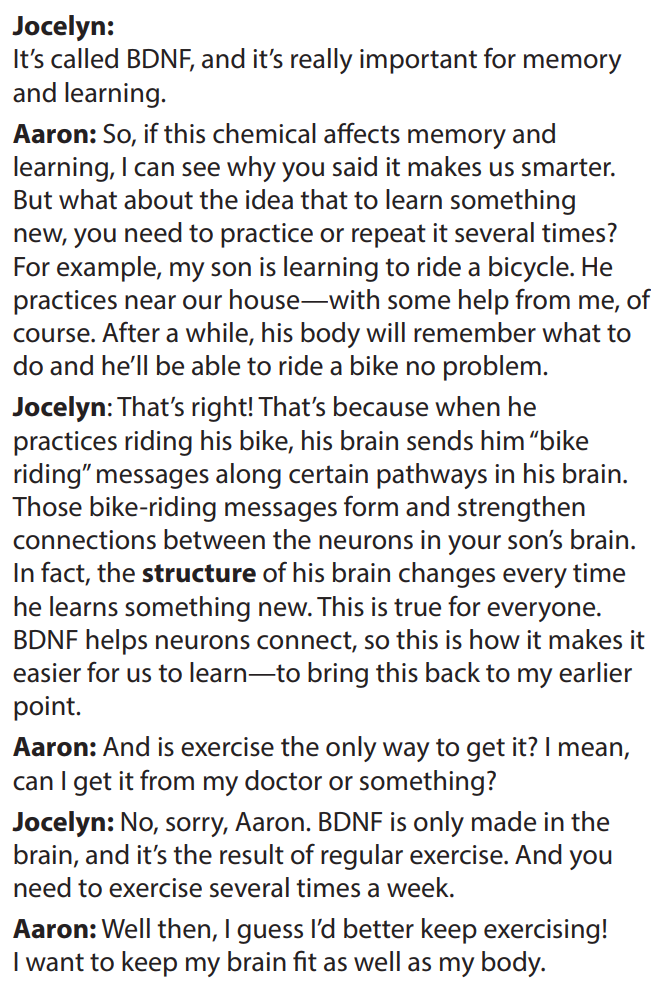 Jocelyn:
It’s called BDNF, and it’s really important for memory
and learning.
Aaron: So, if this chemical affects memory and
learning, I can see why you said it makes us smarter.
But what about the idea that to learn something
new, you need to practice or repeat it several times?
For example, my son is learning to ride a bicycle. He
practices near our house—with some help from me, of
course. After a while, his body will remember what to
do and he’ll be able to ride a bike no problem.
Jocelyn: That’s right! That’s because when he
practices riding his bike, his brain sends him “bike
riding” messages along certain pathways in his brain.
Those bike-riding messages form and strengthen
connections between the neurons in your son’s brain.
In fact, the structure of his brain changes every time
he learns something new. This is true for everyone.
BDNF helps neurons connect, so this is how it makes it
easier for us to learn—to bring this back to my earlier
point.
Aaron: And is exercise the only way to get it? I mean,
can I get it from my doctor or something?
Jocelyn: No, sorry, Aaron. BDNF is only made in the
brain, and it’s the result of regular exercise. And you
need to exercise several times a week.
Aaron: Well then, I guess I’d better keep exercising!
I want to keep my brain fit as well as my body.